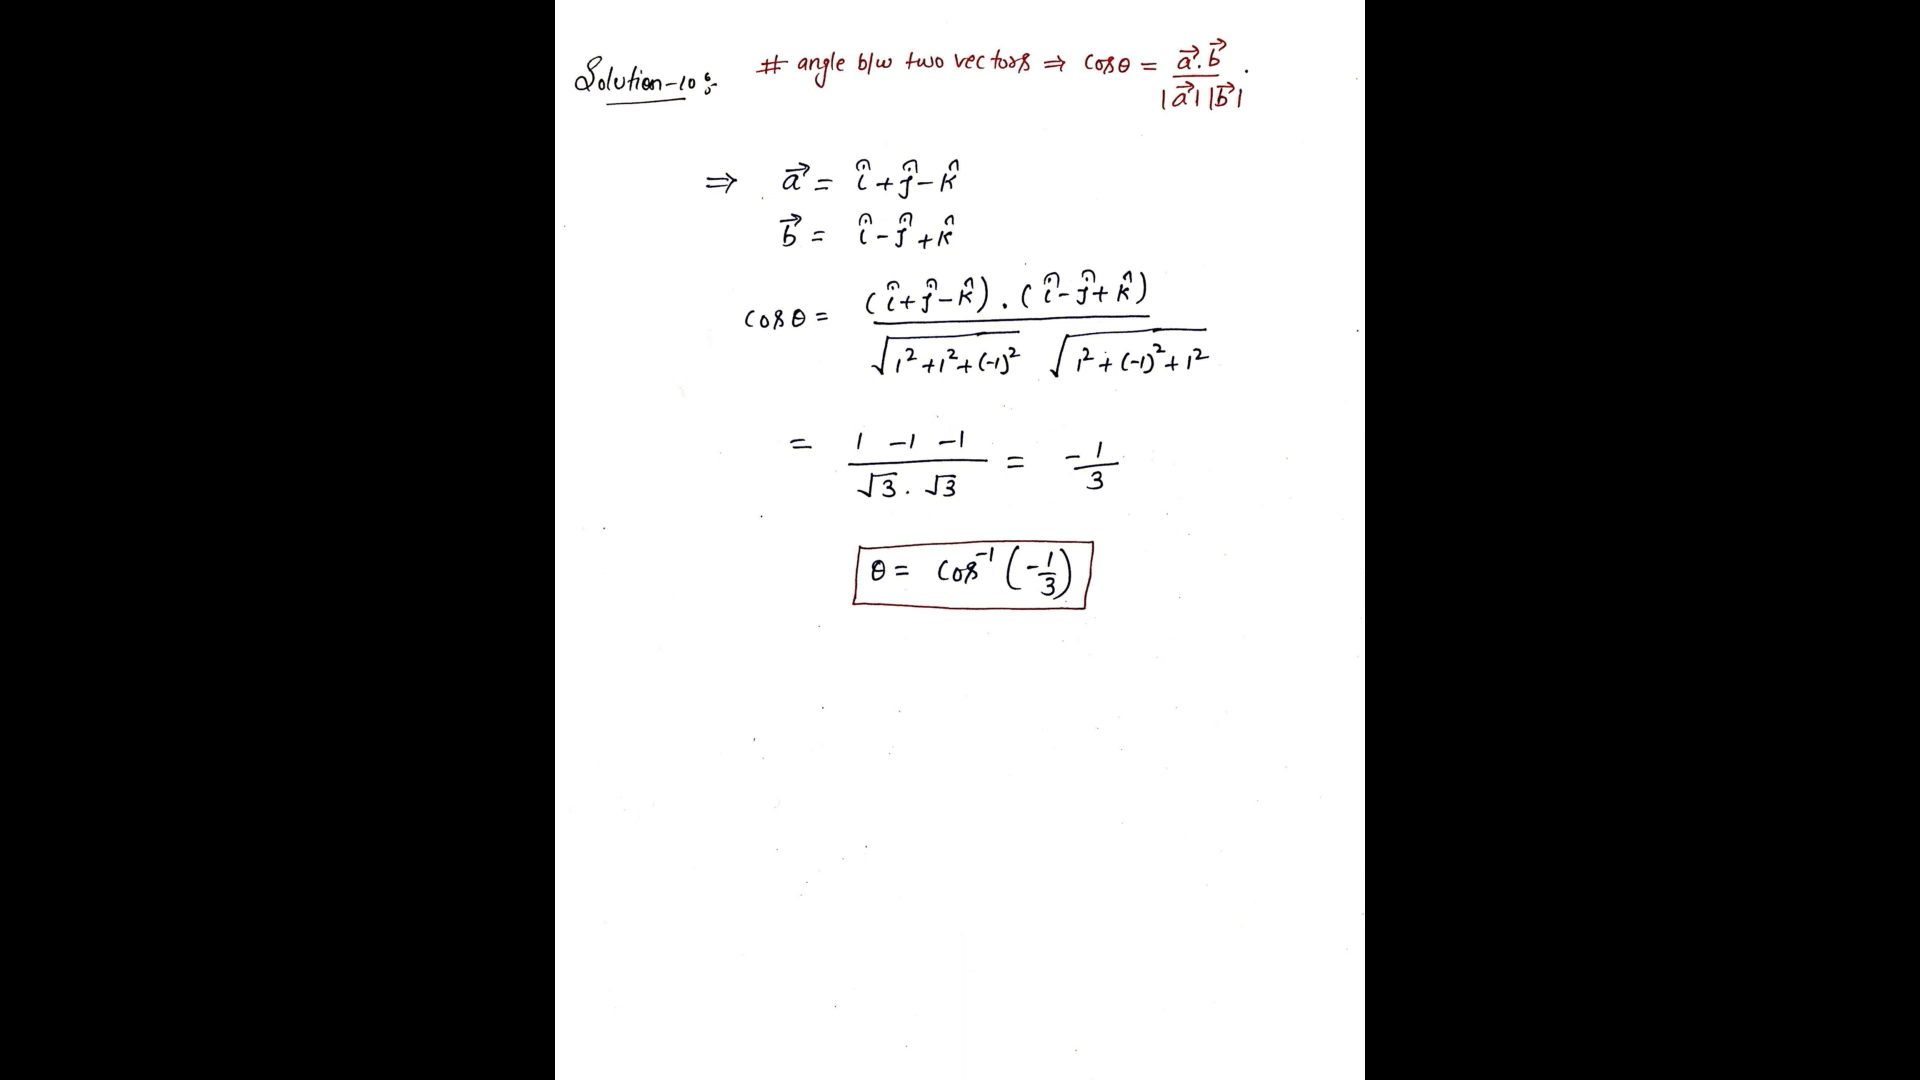 Solution-10 :-
# angle b/w two vectors ⇒ cosθ = a⃗.b⃗ / |a⃗| |b⃗| .
⇒ a⃗ = î+ĵ-k̂
b⃗ = î-ĵ+k̂
cosθ = (î+ĵ-k̂) . (î-ĵ+k̂) / √(1²+1²+(-1)²) √(1²+(-1)²+1²)
= 1 -1 -1 / √3 . √3 = -1/3
θ = cos⁻¹ (-1/3)